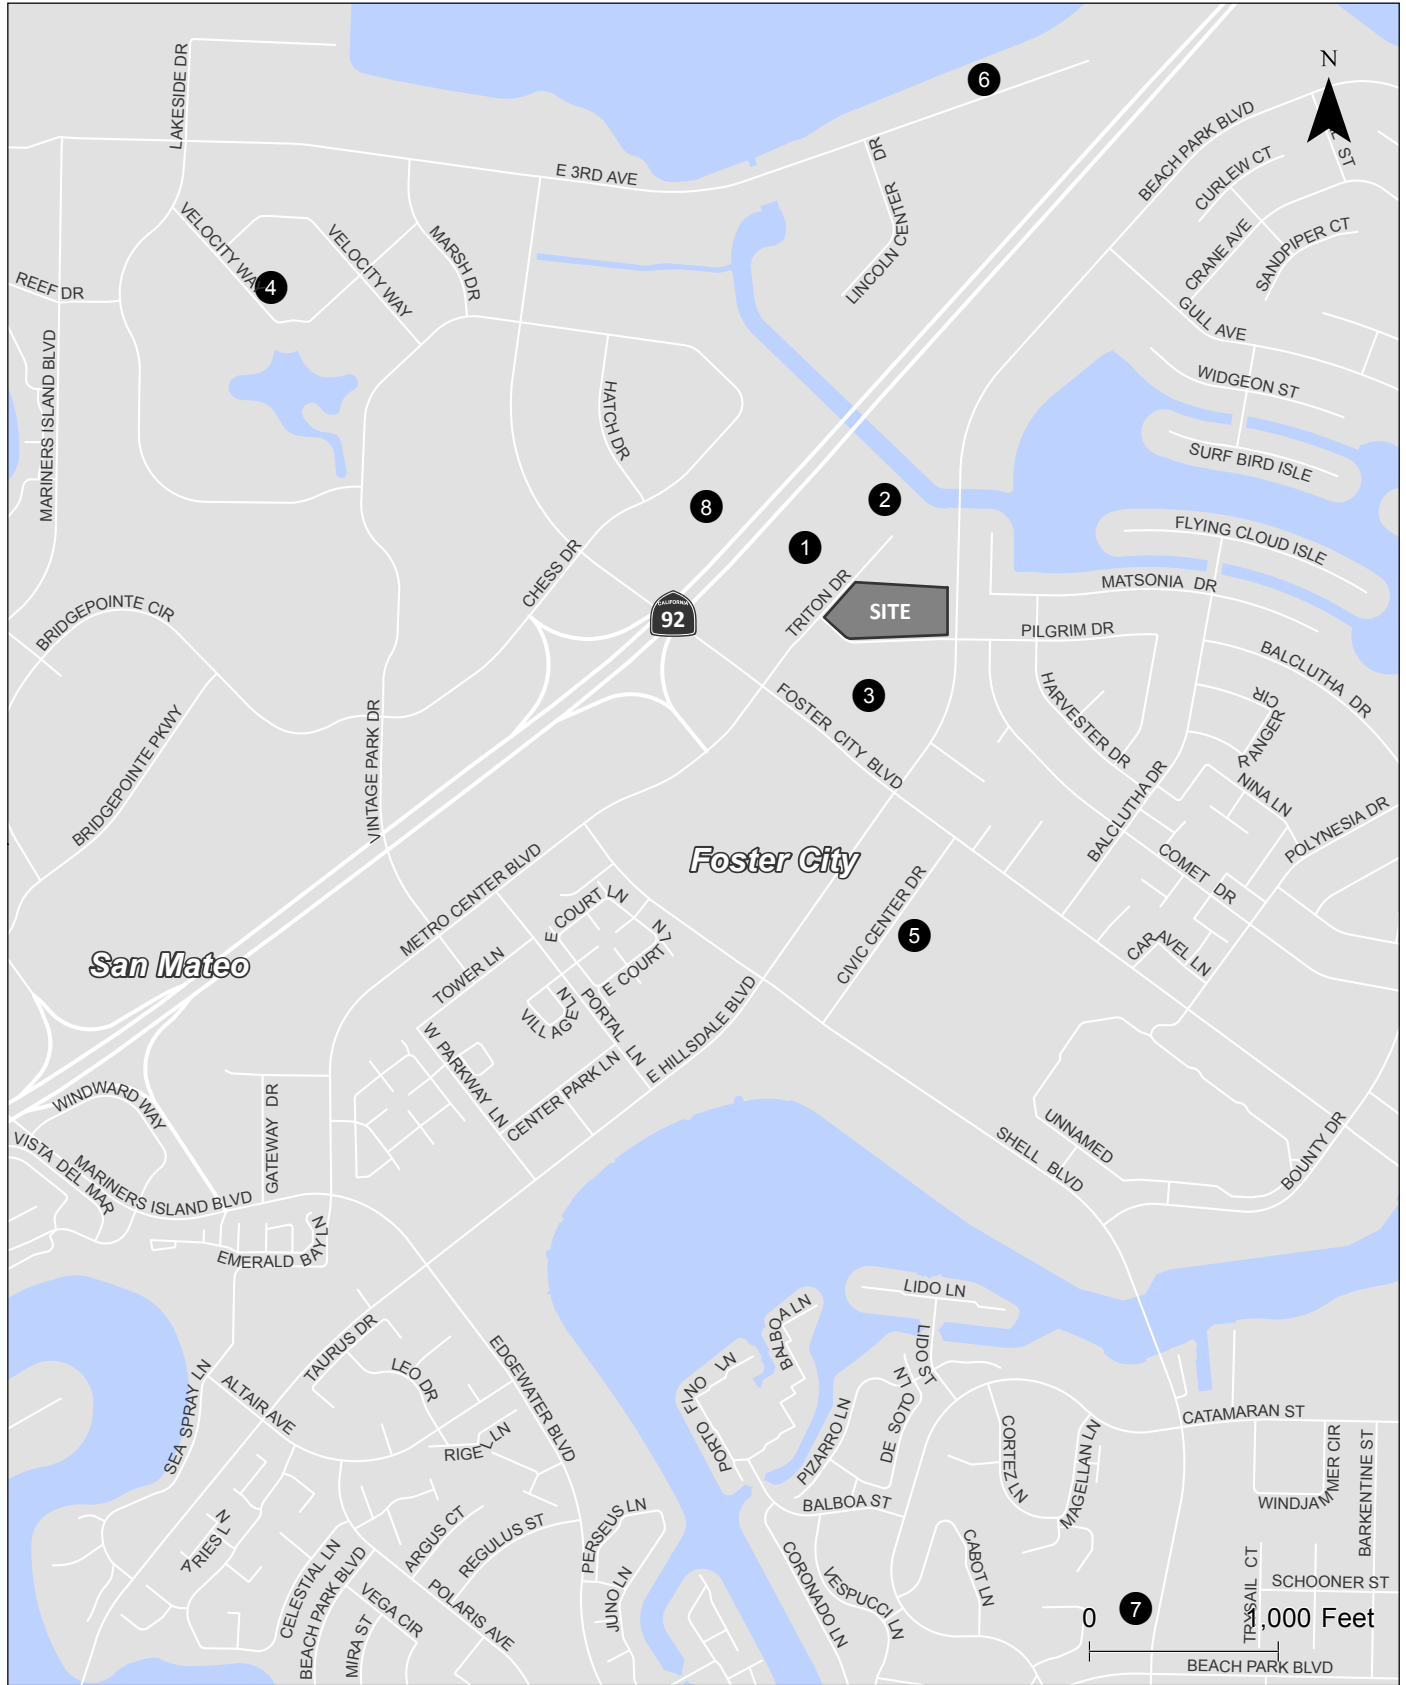 LAKESIDE DR
6
N
E 3RD AVE
DR
LINCOLN CENTER
BEACH PARK BLVD
ST
CURLEW CT
CRANE AVE
SANDPIPER CT
GULL AVE
VELOCITY WA
4
VELOCITY WAY
MARSH DR
REEF DR
MARINERS ISLAND BLVD
HATCH DR
WIDGEON ST
SURF BIRD ISLE
FLYING CLOUD ISLE
8
2
1
CHESS DR
TRITON DR
SITE
MATSONIA DR
PILGRIM DR
CALIFORNIA
92
BRIDGEPOINTE CIR
BRIDGEPOINTE PKWY
VINTAGE PARK DR
3
FOSTER CITY BLVD
HARVESTER DR
BALCLUTHA DR
RANGER
CIR
NINA LN
BALCLUTHA DR
POLYNESIA DR
COMET DR
Foster City
METRO CENTER BLVD
E COURT LN
CIVIC CENTER DR
5
CARAVEL LN
San Mateo
TOWER LN
E COURT
LN
VILLAGE
LN
PORTAL LN
E HILLSDALE BLVD
W PARKWAY LN
CENTER PARK LN
WINDWARD WAY
VISTA DEL MAR
MARINERS ISLAND BLVD
GATEWAY DR
EMERALD BAY LN
UNNAMED
SHELL BLVD
BOUNTY DR
LIDO LN
LIDO ST
BALBOA LN
PORTO FINO LN
PIZARRO LN
DE SOTO LN
TAURUS DR
LEO DR
EDGEWATER BLVD
SEA SPRAY LN
ALTAIR AVE
RIGEL LN
CORTEZ LN
MAGELLAN LN
CATAMARAN ST
WINDJAMMER CIR
BARKENTINE ST
BALBOA ST
ARIES LN
CELESTIAL LN
BEACH PARK BLVD
ARGUS CT
REGULUS ST
PERSEUS LN
JUNO LN
VEGA CIR
MIRA ST
POLARIS AVE
CORONADO LN
VESPUCCI LN
CABOT LN
TRYSAIL CT
SCHOONER ST
7
0 1,000 Feet
BEACH PARK BLVD